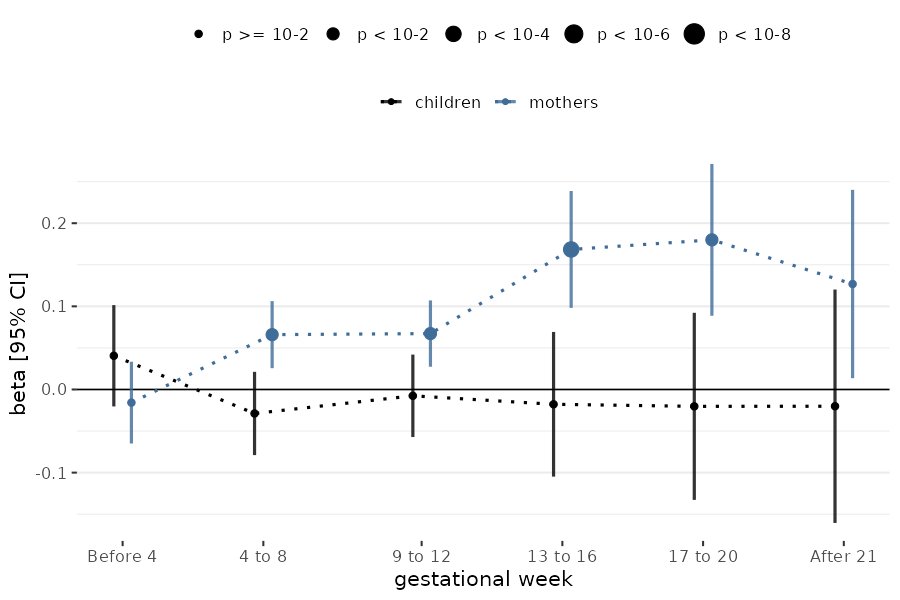 p >= 10-2 p < 10-2 p < 10-4 p < 10-6 p < 10-8
children mothers
beta [95% CI]
0.2
0.1
0.0
-0.1
Before 4 4 to 8 9 to 12 13 to 16 17 to 20 After 21
gestational week